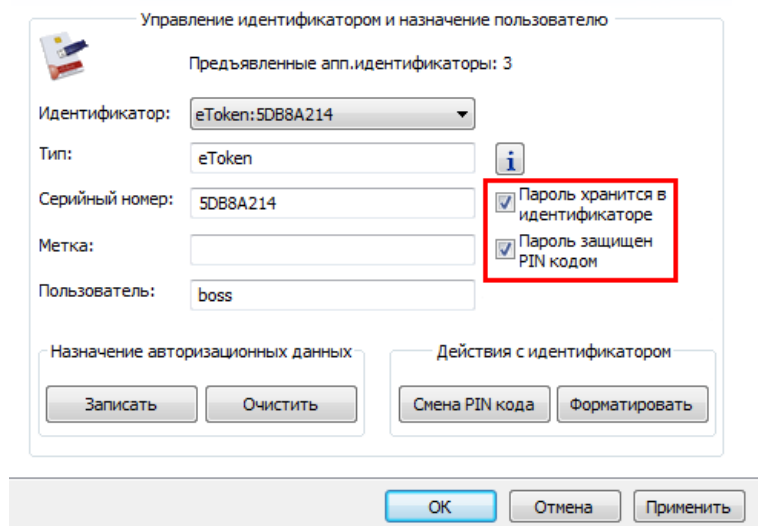 Управление идентификатором и назначение пользователю
Предъявленные апп.идентификаторы: 3
Идентификатор: eToken:5DB8A214
Тип: eToken i
Серийный номер: 5DB8A214
Пароль хранится в
идентификаторе
Метка:
Пароль защищен
PIN кодом
Пользователь: boss
Назначение авторизационных данных
Действия с идентификатором
Записать Очистить Смена PIN кода Форматировать
ОК Отмена Применить